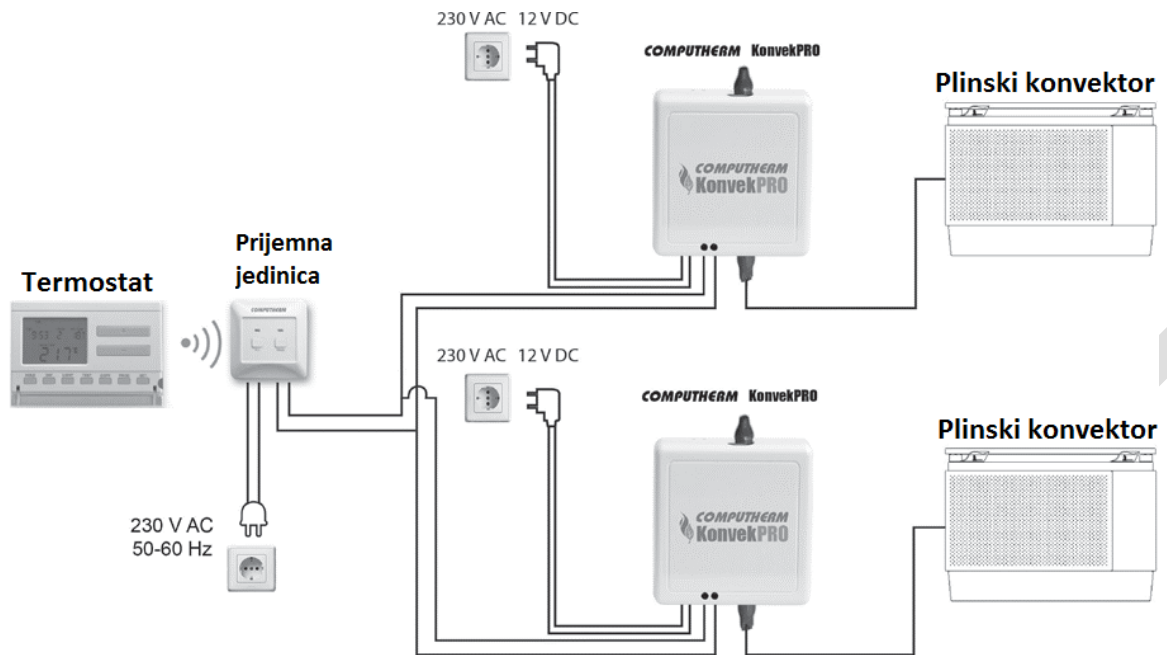 230 V AC 12 V DC
COMPUTHERM KonvekPRO
Plinski konvektor
COMPUTHERM
KonvekPRO
Prijemna
jedinica
Termostat
COMPUTHERM
230 V AC 12 V DC
COMPUTHERM KonvekPRO
Plinski konvektor
COMPUTHERM
KonvekPRO
230 V AC
50-60 Hz